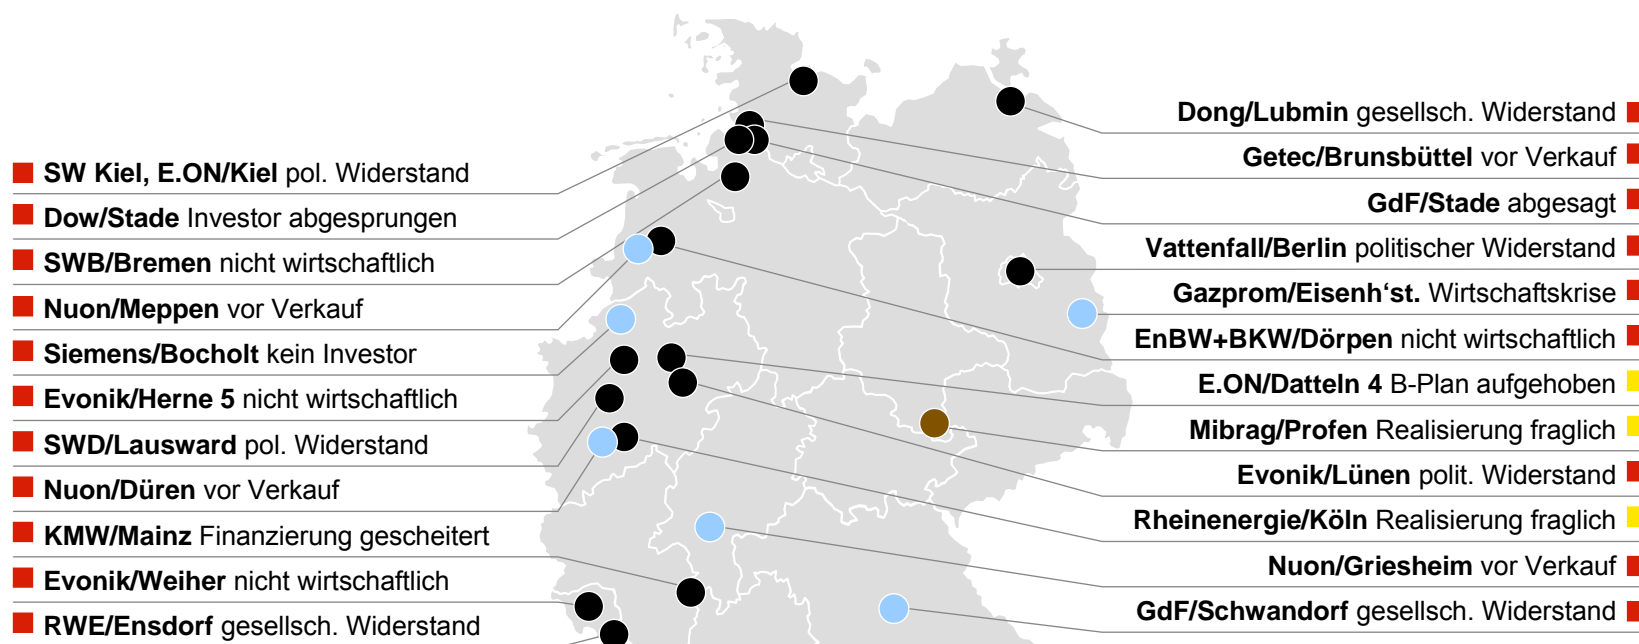 SW Kiel, E.ON/Kiel pol. Widerstand
Dow/Stade Investor abgesprungen
SWB/Bremen nicht wirtschaftlich
Nuon/Meppen vor Verkauf
Siemens/Bocholt kein Investor
Evonik/Herne 5 nicht wirtschaftlich
SWD/Lausward pol. Widerstand
Nuon/Düren vor Verkauf
KMW/Mainz Finanzierung gescheitert
Evonik/Weiher nicht wirtschaftlich
RWE/Ensdorf gesellsch. Widerstand
Dong/Lubmin gesellsch. Widerstand
Getec/Brunsbüttel vor Verkauf
GdF/Stade abgesagt
Vattenfall/Berlin politischer Widerstand
Gazprom/Eisenh‘st. Wirtschaftskrise
EnBW+BKW/Dörpen nicht wirtschaftlich
E.ON/Datteln 4 B-Plan aufgehoben
Mibrag/Profen Realisierung fraglich
Evonik/Lünen polit. Widerstand
Rheinenergie/Köln Realisierung fraglich
Nuon/Griesheim vor Verkauf
GdF/Schwandorf gesellsch. Widerstand